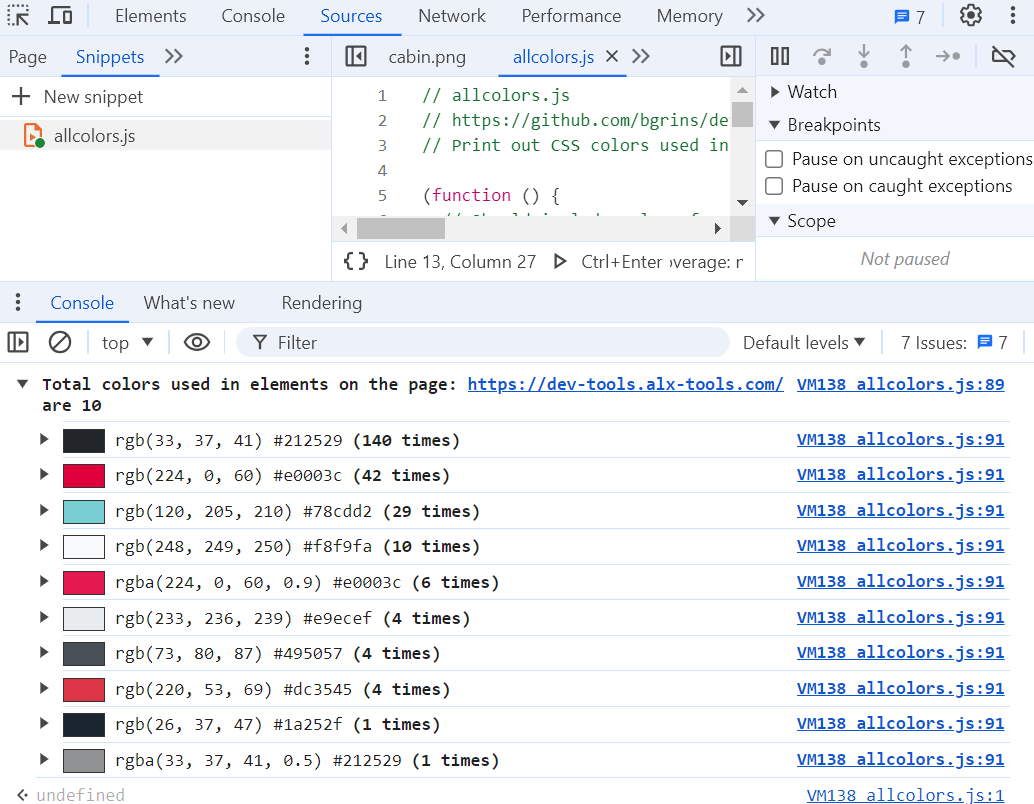 Elements Console Sources Network Performance Memory 7
Page Snippets cabin.png allcolors.js
New snippet
allcolors.js
1 // allcolors.js
2 // https://github.com/bgrins/de
3 // Print out CSS colors used in
4
5 (function () {
Line 13, Column 27 Ctrl+Enter
Watch
Breakpoints
Pause on uncaught exceptions
Pause on caught exceptions
Scope
Not paused
Console What's new Rendering
top Filter Default levels 7 Issues: 7
Total colors used in elements on the page: https://dev-tools.alx-tools.com/ VM138 allcolors.js:89
are 10
rgb(33, 37, 41) #212529 (140 times) VM138 allcolors.js:91
rgb(224, 0, 60) #e0003c (42 times) VM138 allcolors.js:91
rgb(120, 205, 210) #78cdd2 (29 times) VM138 allcolors.js:91
rgb(248, 249, 250) #f8f9fa (10 times) VM138 allcolors.js:91
rgba(224, 0, 60, 0.9) #e0003c (6 times) VM138 allcolors.js:91
rgb(233, 236, 239) #e9ecef (4 times) VM138 allcolors.js:91
rgb(73, 80, 87) #495057 (4 times) VM138 allcolors.js:91
rgb(220, 53, 69) #dc3545 (4 times) VM138 allcolors.js:91
rgb(26, 37, 47) #1a252f (1 times) VM138 allcolors.js:91
rgba(33, 37, 41, 0.5) #212529 (1 times) VM138 allcolors.js:91
undefined VM138 allcolors.js:1